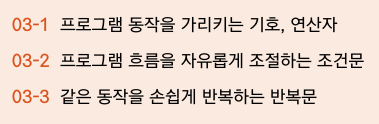 03-1 프로그램 동작을 가리키는 기호, 연산자
03-2 프로그램 흐름을 자유롭게 조절하는 조건문
03-3 같은 동작을 손쉽게 반복하는 반복문